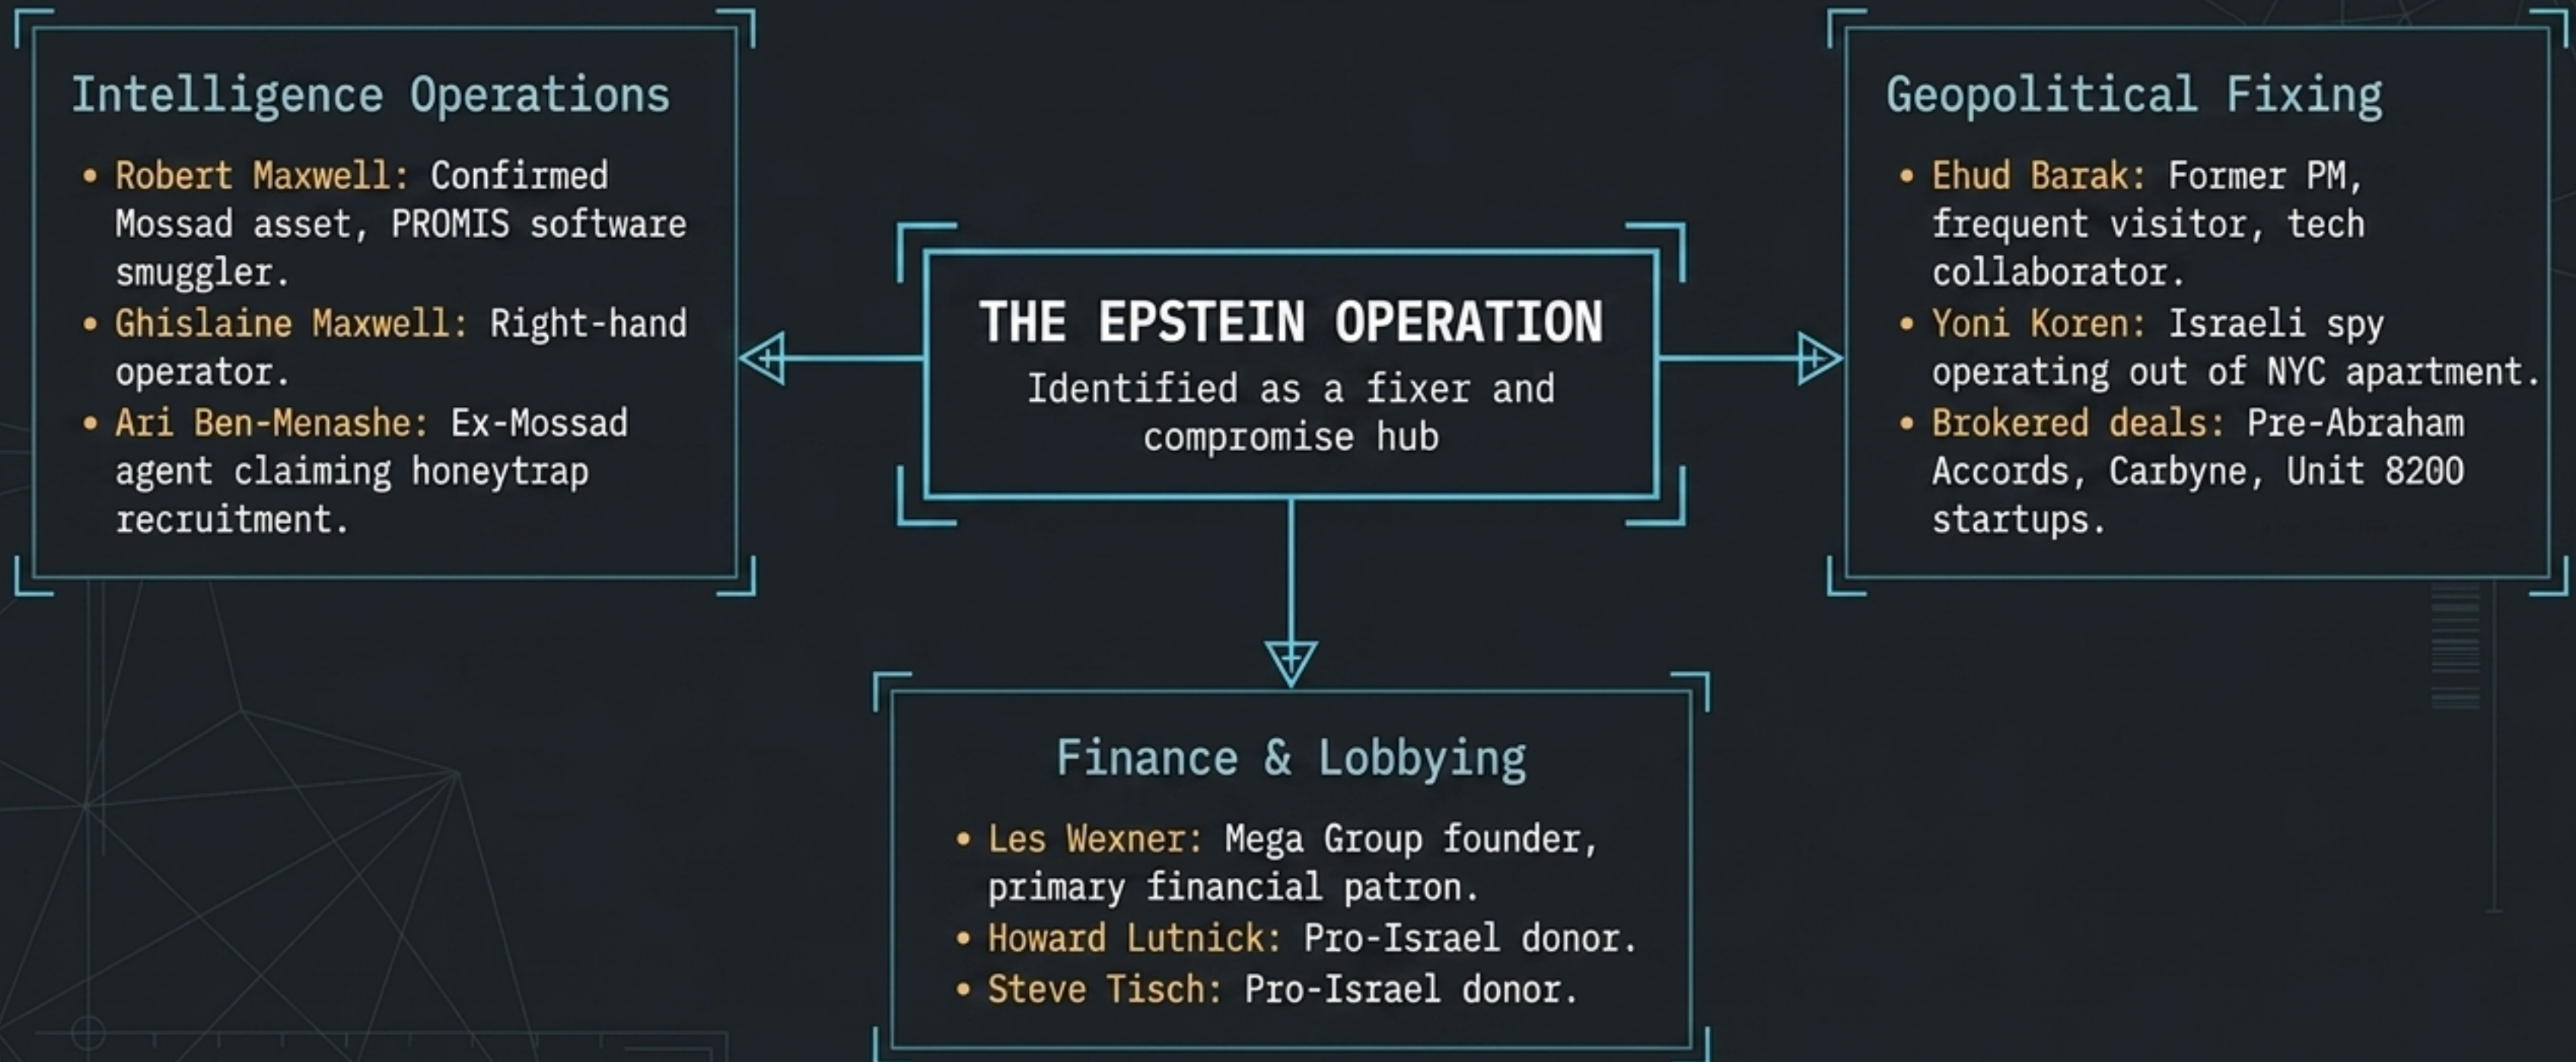 Intelligence Operations
• Robert Maxwell: Confirmed
Mossad asset, PROMIS software
smuggler.
• Ghislaine Maxwell: Right-hand
operator.
• Ari Ben-Menashe: Ex-Mossad
agent claiming honeytrap
recruitment.
THE EPSTEIN OPERATION
Identified as a fixer and
compromise hub
Geopolitical Fixing
• Ehud Barak: Former PM,
frequent visitor, tech
collaborator.
• Yoni Koren: Israeli spy
operating out of NYC apartment.
• Brokered deals: Pre-Abraham
Accords, Carbyne, Unit 8200
startups.
Finance & Lobbying
• Les Wexner: Mega Group founder,
primary financial patron.
• Howard Lutnick: Pro-Israel donor.
• Steve Tisch: Pro-Israel donor.